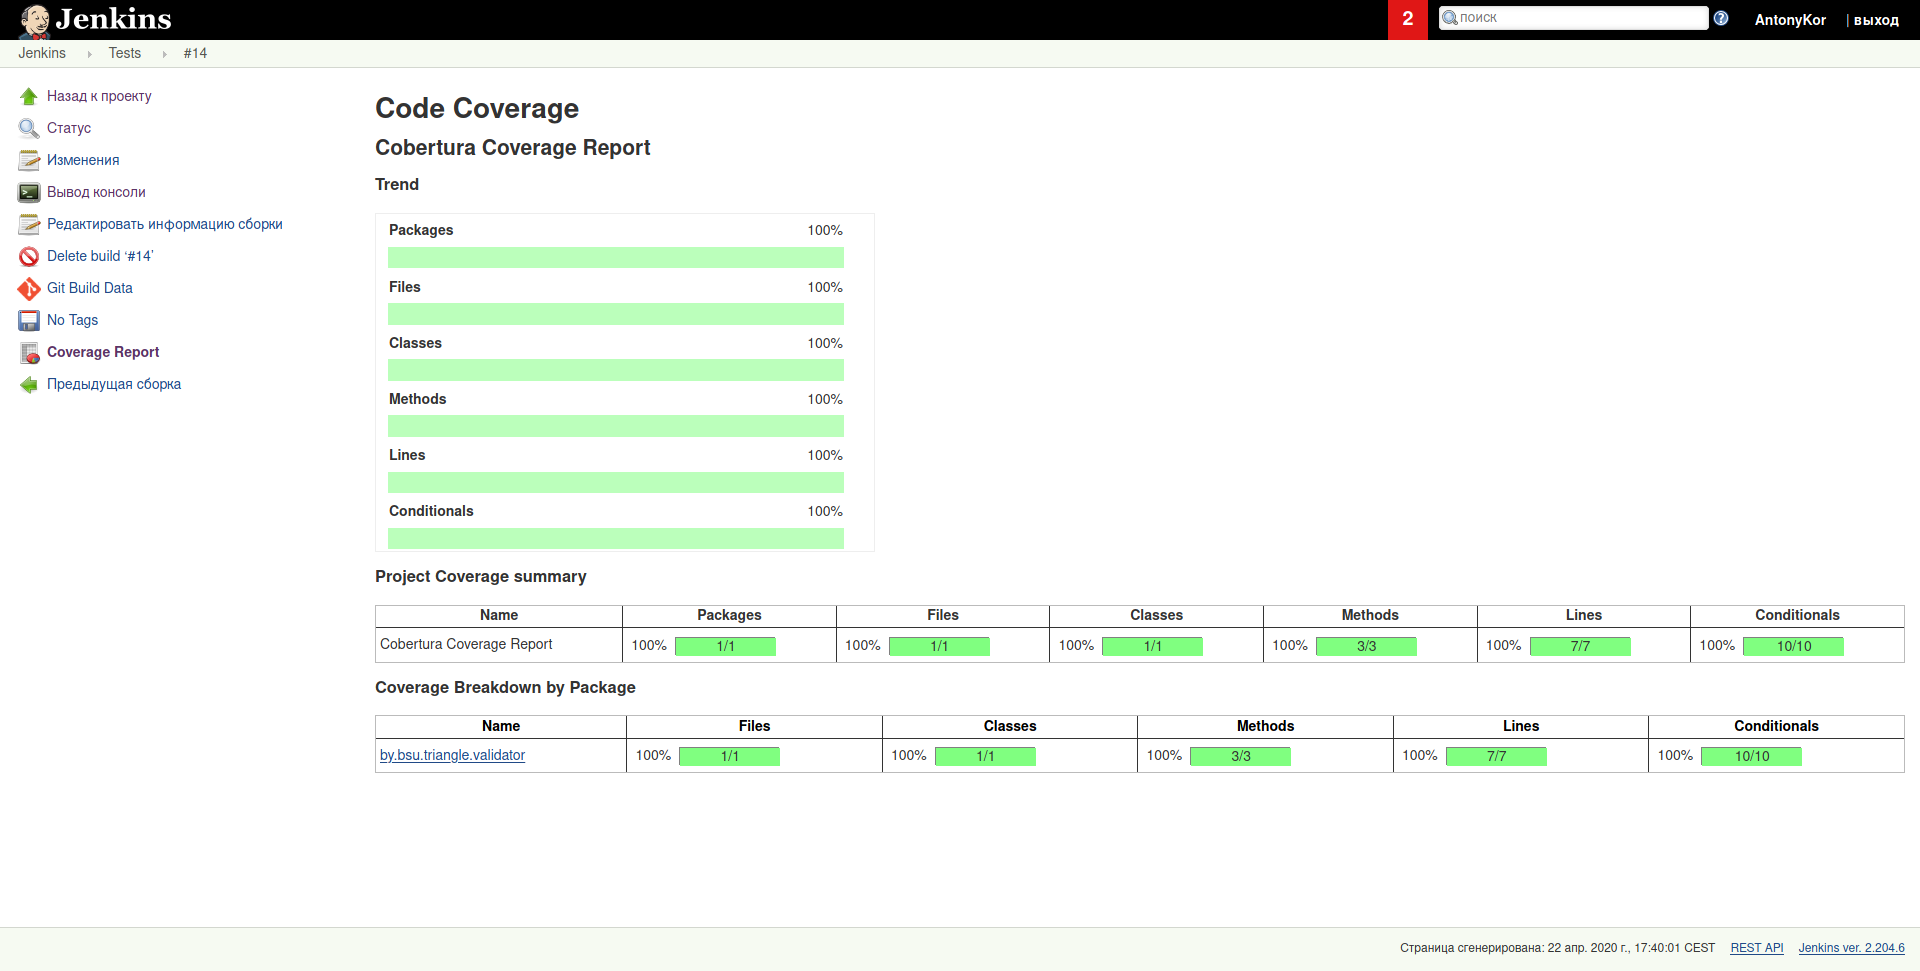 Jenkins
2
поиск
AntonyKor
| выход
Jenkins
Tests
#14
Назад к проекту
Статус
Изменения
Вывод консоли
Редактировать информацию сборки
Delete build ‘#14’
Git Build Data
No Tags
Coverage Report
Предыдущая сборка
Code Coverage
Cobertura Coverage Report
Trend
Packages 100%
Files 100%
Classes 100%
Methods 100%
Lines 100%
Conditionals 100%
Project Coverage summary
Name Packages Files Classes Methods Lines Conditionals
Cobertura Coverage Report 100% 1/1 100% 1/1 100% 1/1 100% 3/3 100% 7/7 100% 10/10
Coverage Breakdown by Package
Name Files Classes Methods Lines Conditionals
by.bsu.triangle.validator 100% 1/1 100% 1/1 100% 3/3 100% 7/7 100% 10/10
Страница сгенерирована: 22 апр. 2020 г., 17:40:01 CEST REST API Jenkins ver. 2.204.6